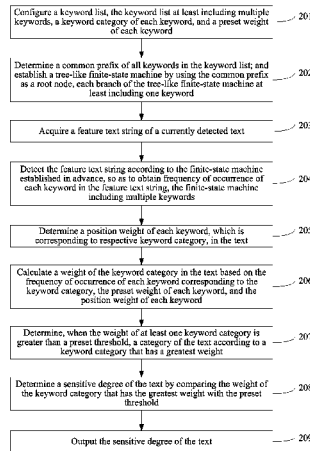 Configure a keyword list, the keyword list at least including multiple
keywords, a keyword category of each keyword, and a preset weight
of each keyword
201
Determine a common prefix of all keywords in the keyword list; and
establish a tree-like finite-state machine by using the common prefix
as a root node, each branch of the tree-like finite-state machine at
least including one keyword
202
Acquire a feature text string of a currently detected text
203
Detect the feature text string according to the finite-state machine
established in advance, so as to obtain frequency of occurrence of
each keyword in the feature text string, the finite-state machine
including multiple keywords
204
Determine a position weight of each keyword, which is
corresponding to respective keyword category, in the text
205
Calculate a weight of the keyword category in the text based on the
frequency of occurrence of each keyword corresponding to the
keyword category, the preset weight of each keyword, and the
position weight of each keyword
206
Determine, when the weight of at least one keyword category is
greater than a preset threshold, a category of the text according to a
keyword category that has a greatest weight
207
Determine a sensitive degree of the text by comparing the weight of
the keyword category that has the greatest weight with the preset
threshold
208
Output the sensitive degree of the text
209